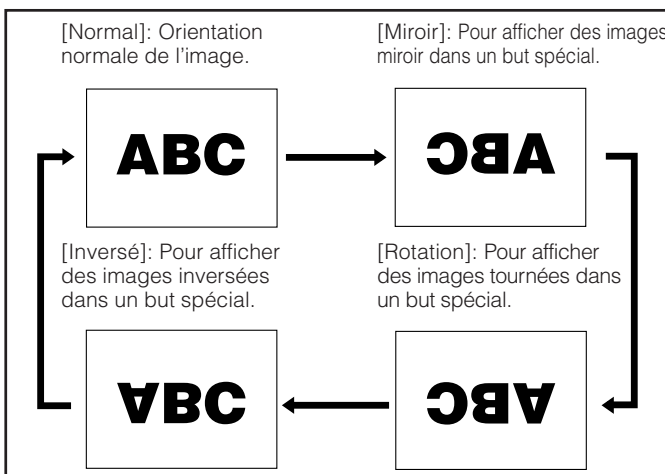 [Normal]: Orientation
normale de l'image.
[Miroir]: Pour afficher des images
miroir dans un but spécial.
ABC
ABC
[Inversé]: Pour afficher
des images inversées
dans un but spécial.
[Rotation]: Pour afficher
des images tournées dans
un but spécial.
ABC
ABC